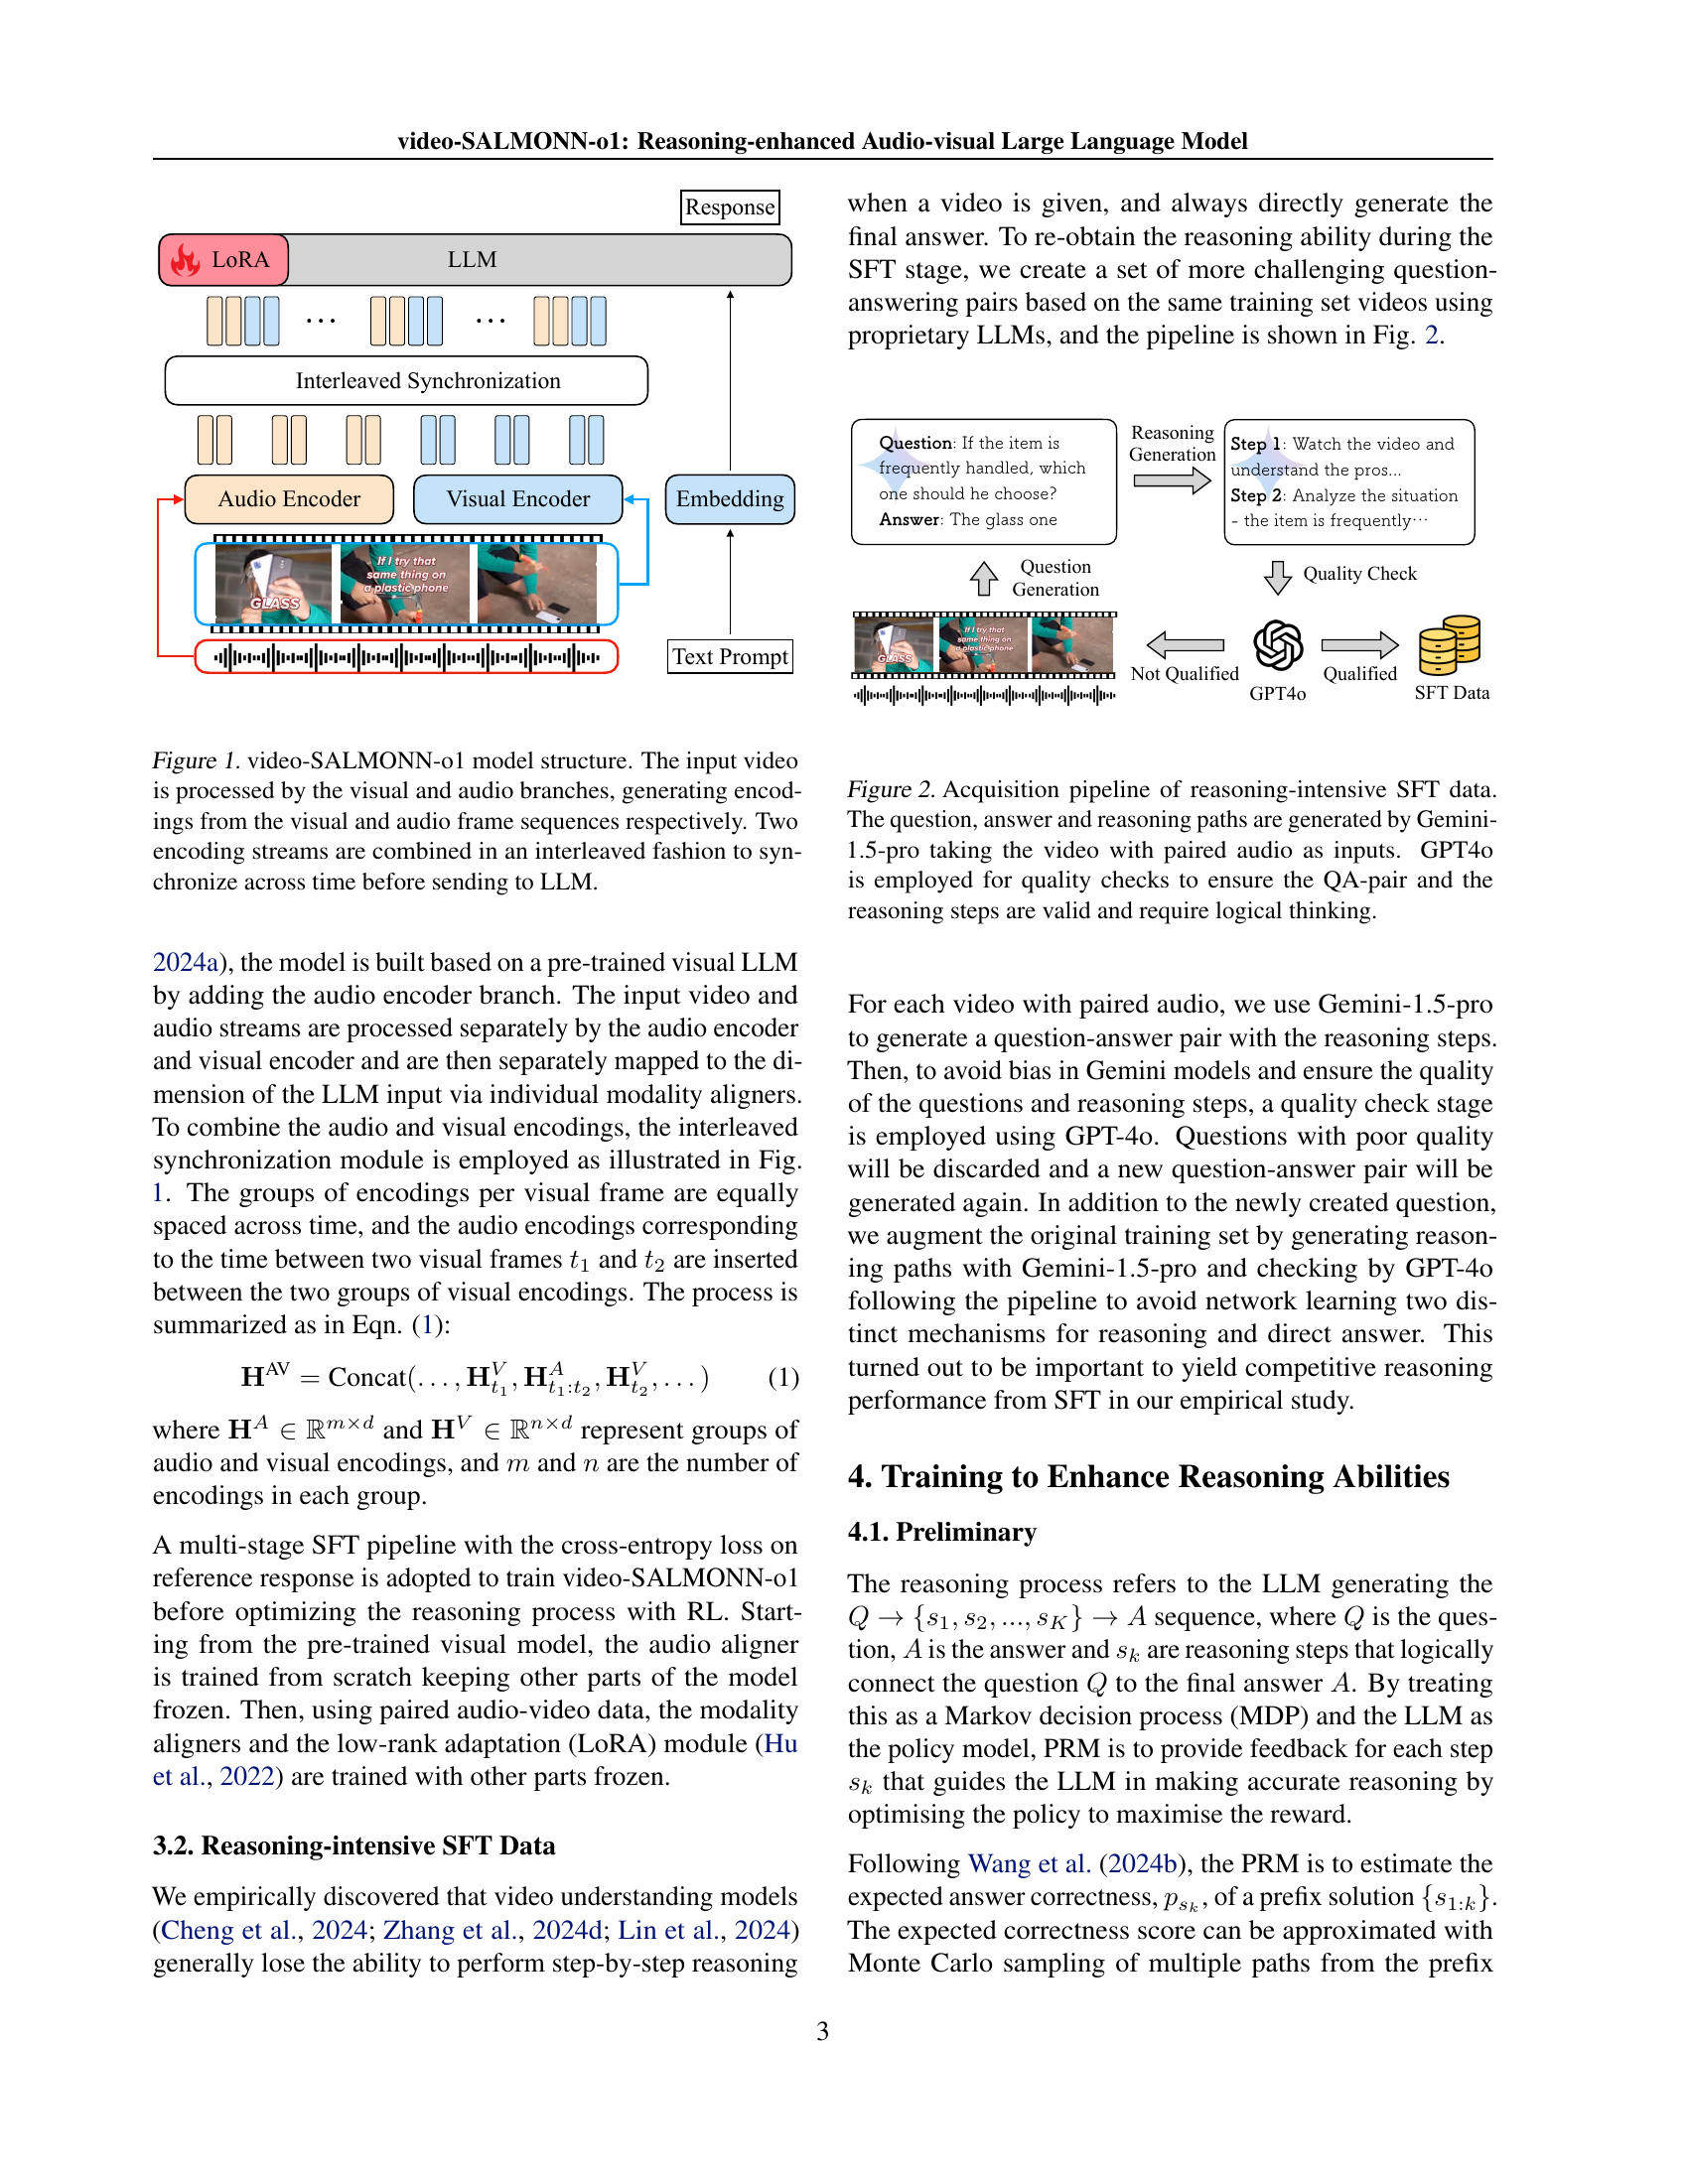 video-SALMONN-o1: Reasoning-enhanced Audio-visual Large Language Model
Response
LoRA
LLM
...
...
Interleaved Synchronization
Audio Encoder
Visual Encoder
Embedding
GLASS
If I try that
same thing on
a plastic phone
Text Prompt
Figure 1. video-SALMONN-o1 model structure. The input video
is processed by the visual and audio branches, generating encod-
ings from the visual and audio frame sequences respectively. Two
encoding streams are combined in an interleaved fashion to syn-
chronize across time before sending to LLM.
2024a), the model is built based on a pre-trained visual LLM
by adding the audio encoder branch. The input video and
audio streams are processed separately by the audio encoder
and visual encoder and are then separately mapped to the di-
mension of the LLM input via individual modality aligners.
To combine the audio and visual encodings, the interleaved
synchronization module is employed as illustrated in Fig.
1. The groups of encodings per visual frame are equally
spaced across time, and the audio encodings corresponding
to the time between two visual frames t₁ and t₂ are inserted
between the two groups of visual encodings. The process is
summarized as in Eqn. (1):
H^AV = Concat(. . . , H^V_{t₁}, H^A_{t₁:t₂}, H^V_{t₂}, . . . ) (1)
where H^A ∈ ℝ^{m×d} and H^V ∈ ℝ^{n×d} represent groups of
audio and visual encodings, and m and n are the number of
encodings in each group.
A multi-stage SFT pipeline with the cross-entropy loss on
reference response is adopted to train video-SALMONN-o1
before optimizing the reasoning process with RL. Start-
ing from the pre-trained visual model, the audio aligner
is trained from scratch keeping other parts of the model
frozen. Then, using paired audio-video data, the modality
aligners and the low-rank adaptation (LoRA) module (Hu
et al., 2022) are trained with other parts frozen.
3.2. Reasoning-intensive SFT Data
We empirically discovered that video understanding models
(Cheng et al., 2024; Zhang et al., 2024d; Lin et al., 2024)
generally lose the ability to perform step-by-step reasoning
when a video is given, and always directly generate the
final answer. To re-obtain the reasoning ability during the
SFT stage, we create a set of more challenging question-
answering pairs based on the same training set videos using
proprietary LLMs, and the pipeline is shown in Fig. 2.
Question: If the item is
frequently handled, which
one should he choose?
Answer: The glass one
Reasoning
Generation
Step 1: Watch the video and
understand the pros...
Step 2: Analyze the situation
- the item is frequently...
Question
Generation
Quality Check
GLASS
If I try that
same thing on
a plastic phone
Not Qualified
GPT4o
Qualified
SFT Data
Figure 2. Acquisition pipeline of reasoning-intensive SFT data.
The question, answer and reasoning paths are generated by Gemini-
1.5-pro taking the video with paired audio as inputs. GPT4o
is employed for quality checks to ensure the QA-pair and the
reasoning steps are valid and require logical thinking.
For each video with paired audio, we use Gemini-1.5-pro
to generate a question-answer pair with the reasoning steps.
Then, to avoid bias in Gemini models and ensure the quality
of the questions and reasoning steps, a quality check stage
is employed using GPT-4o. Questions with poor quality
will be discarded and a new question-answer pair will be
generated again. In addition to the newly created question,
we augment the original training set by generating reason-
ing paths with Gemini-1.5-pro and checking by GPT-4o
following the pipeline to avoid network learning two dis-
tinct mechanisms for reasoning and direct answer. This
turned out to be important to yield competitive reasoning
performance from SFT in our empirical study.
4. Training to Enhance Reasoning Abilities
4.1. Preliminary
The reasoning process refers to the LLM generating the
Q → {s₁, s₂, ..., s_K} → A sequence, where Q is the ques-
tion, A is the answer and s_k are reasoning steps that logically
connect the question Q to the final answer A. By treating
this as a Markov decision process (MDP) and the LLM as
the policy model, PRM is to provide feedback for each step
s_k that guides the LLM in making accurate reasoning by
optimising the policy to maximise the reward.
Following Wang et al. (2024b), the PRM is to estimate the
expected answer correctness, p_{s_k}, of a prefix solution {s_{1:k}}.
The expected correctness score can be approximated with
Monte Carlo sampling of multiple paths from the prefix
3